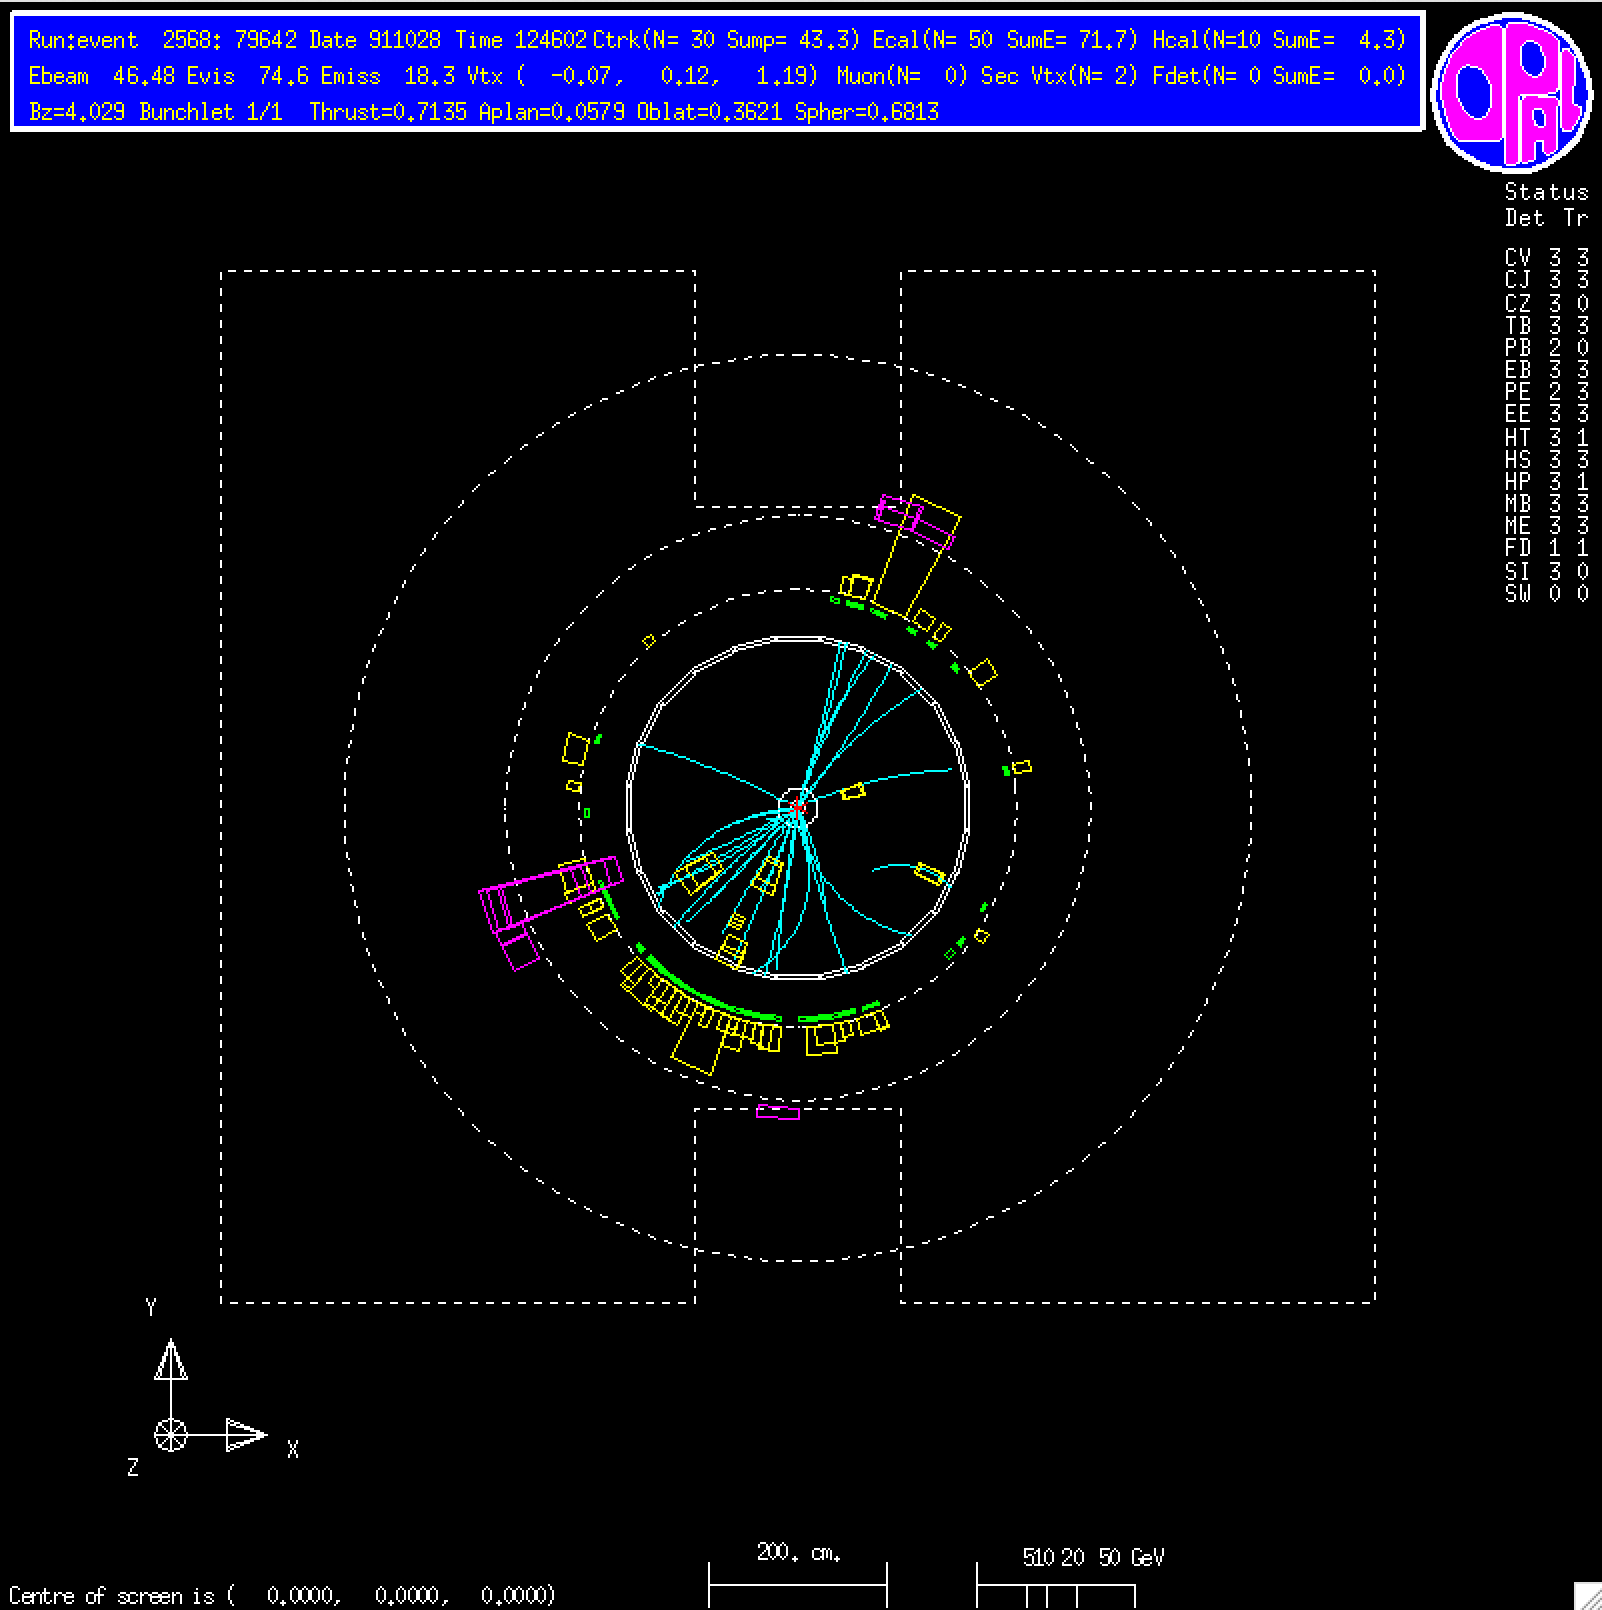 Run:event 2568: 79642 Date 911028 Time 124602 Ctrk(N= 30 Sump= 43.3) Ecal(N= 50 SumE= 71.7) Hcal(N=10 SumE= 4.3)
Ebeam 46.48 Evis 74.6 Emiss 18.3 Vtx ( -0.07, 0.12, 1.19) Muon(N= 0) Sec Vtx(N= 2) Fdet(N= 0 SumE= 0.0)
Bz=4.029 Bunchlet 1/1 Thrust=0.7135 Aplan=0.0579 Oblat=0.3621 Spher=0.6813
OPAL
Status
Det Tr
CV 3 3
CJ 3 3
CZ 3 0
TB 3 3
PB 2 0
EB 3 3
PE 2 3
EE 3 3
HT 3 1
HS 3 3
HP 3 1
MB 3 3
ME 3 3
FD 1 1
SI 3 0
SW 0 0
Y
X
Z
200. cm.
5 10 20 50 GeV
Centre of screen is ( 0.0000, 0.0000, 0.0000)